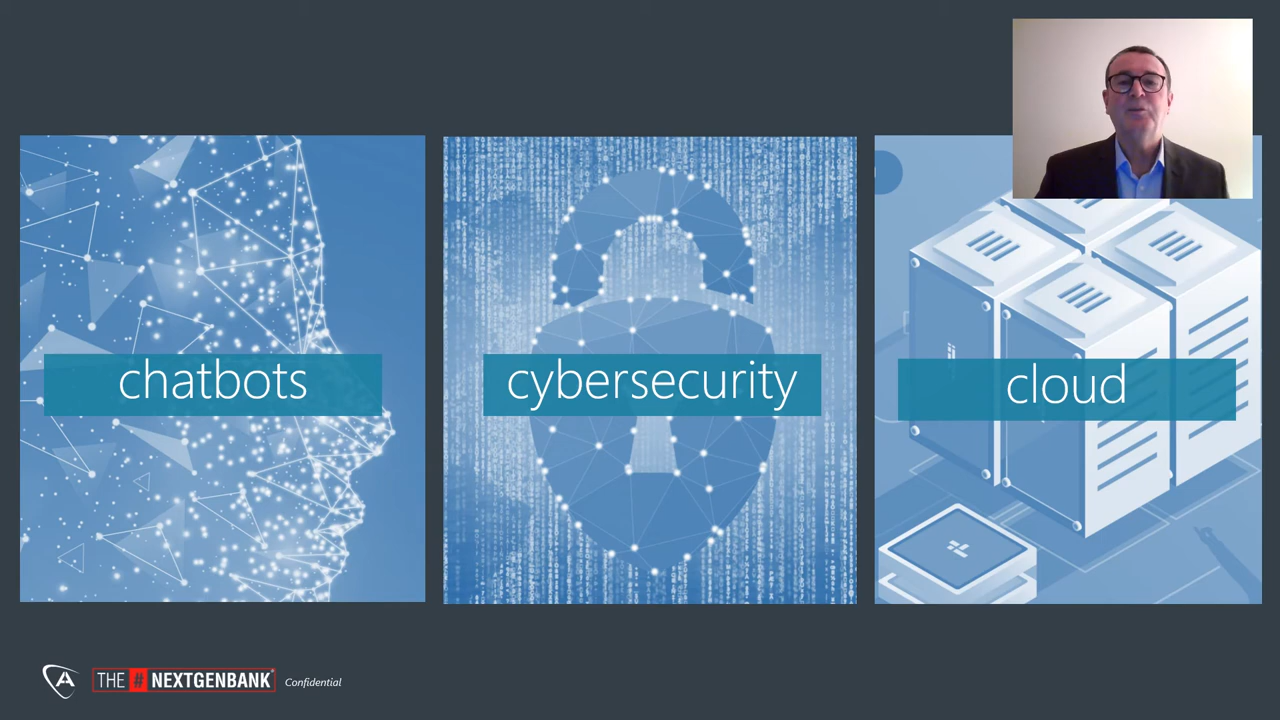 chatbots
cybersecurity
cloud
A
THE # NEXTGENBANK
Confidential